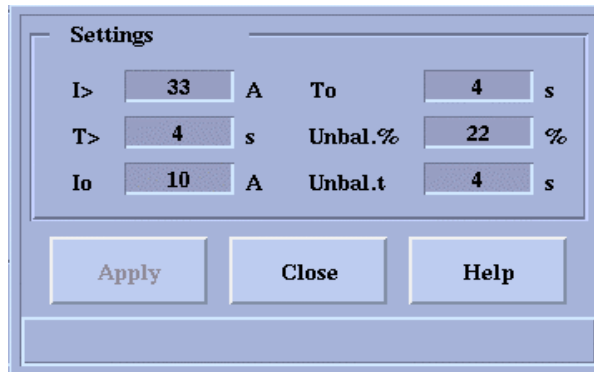 Settings
I> 33 A To 4 s
T> 4 s Unbal.% 22 %
Io 10 A Unbal.t 4 s
Apply Close Help